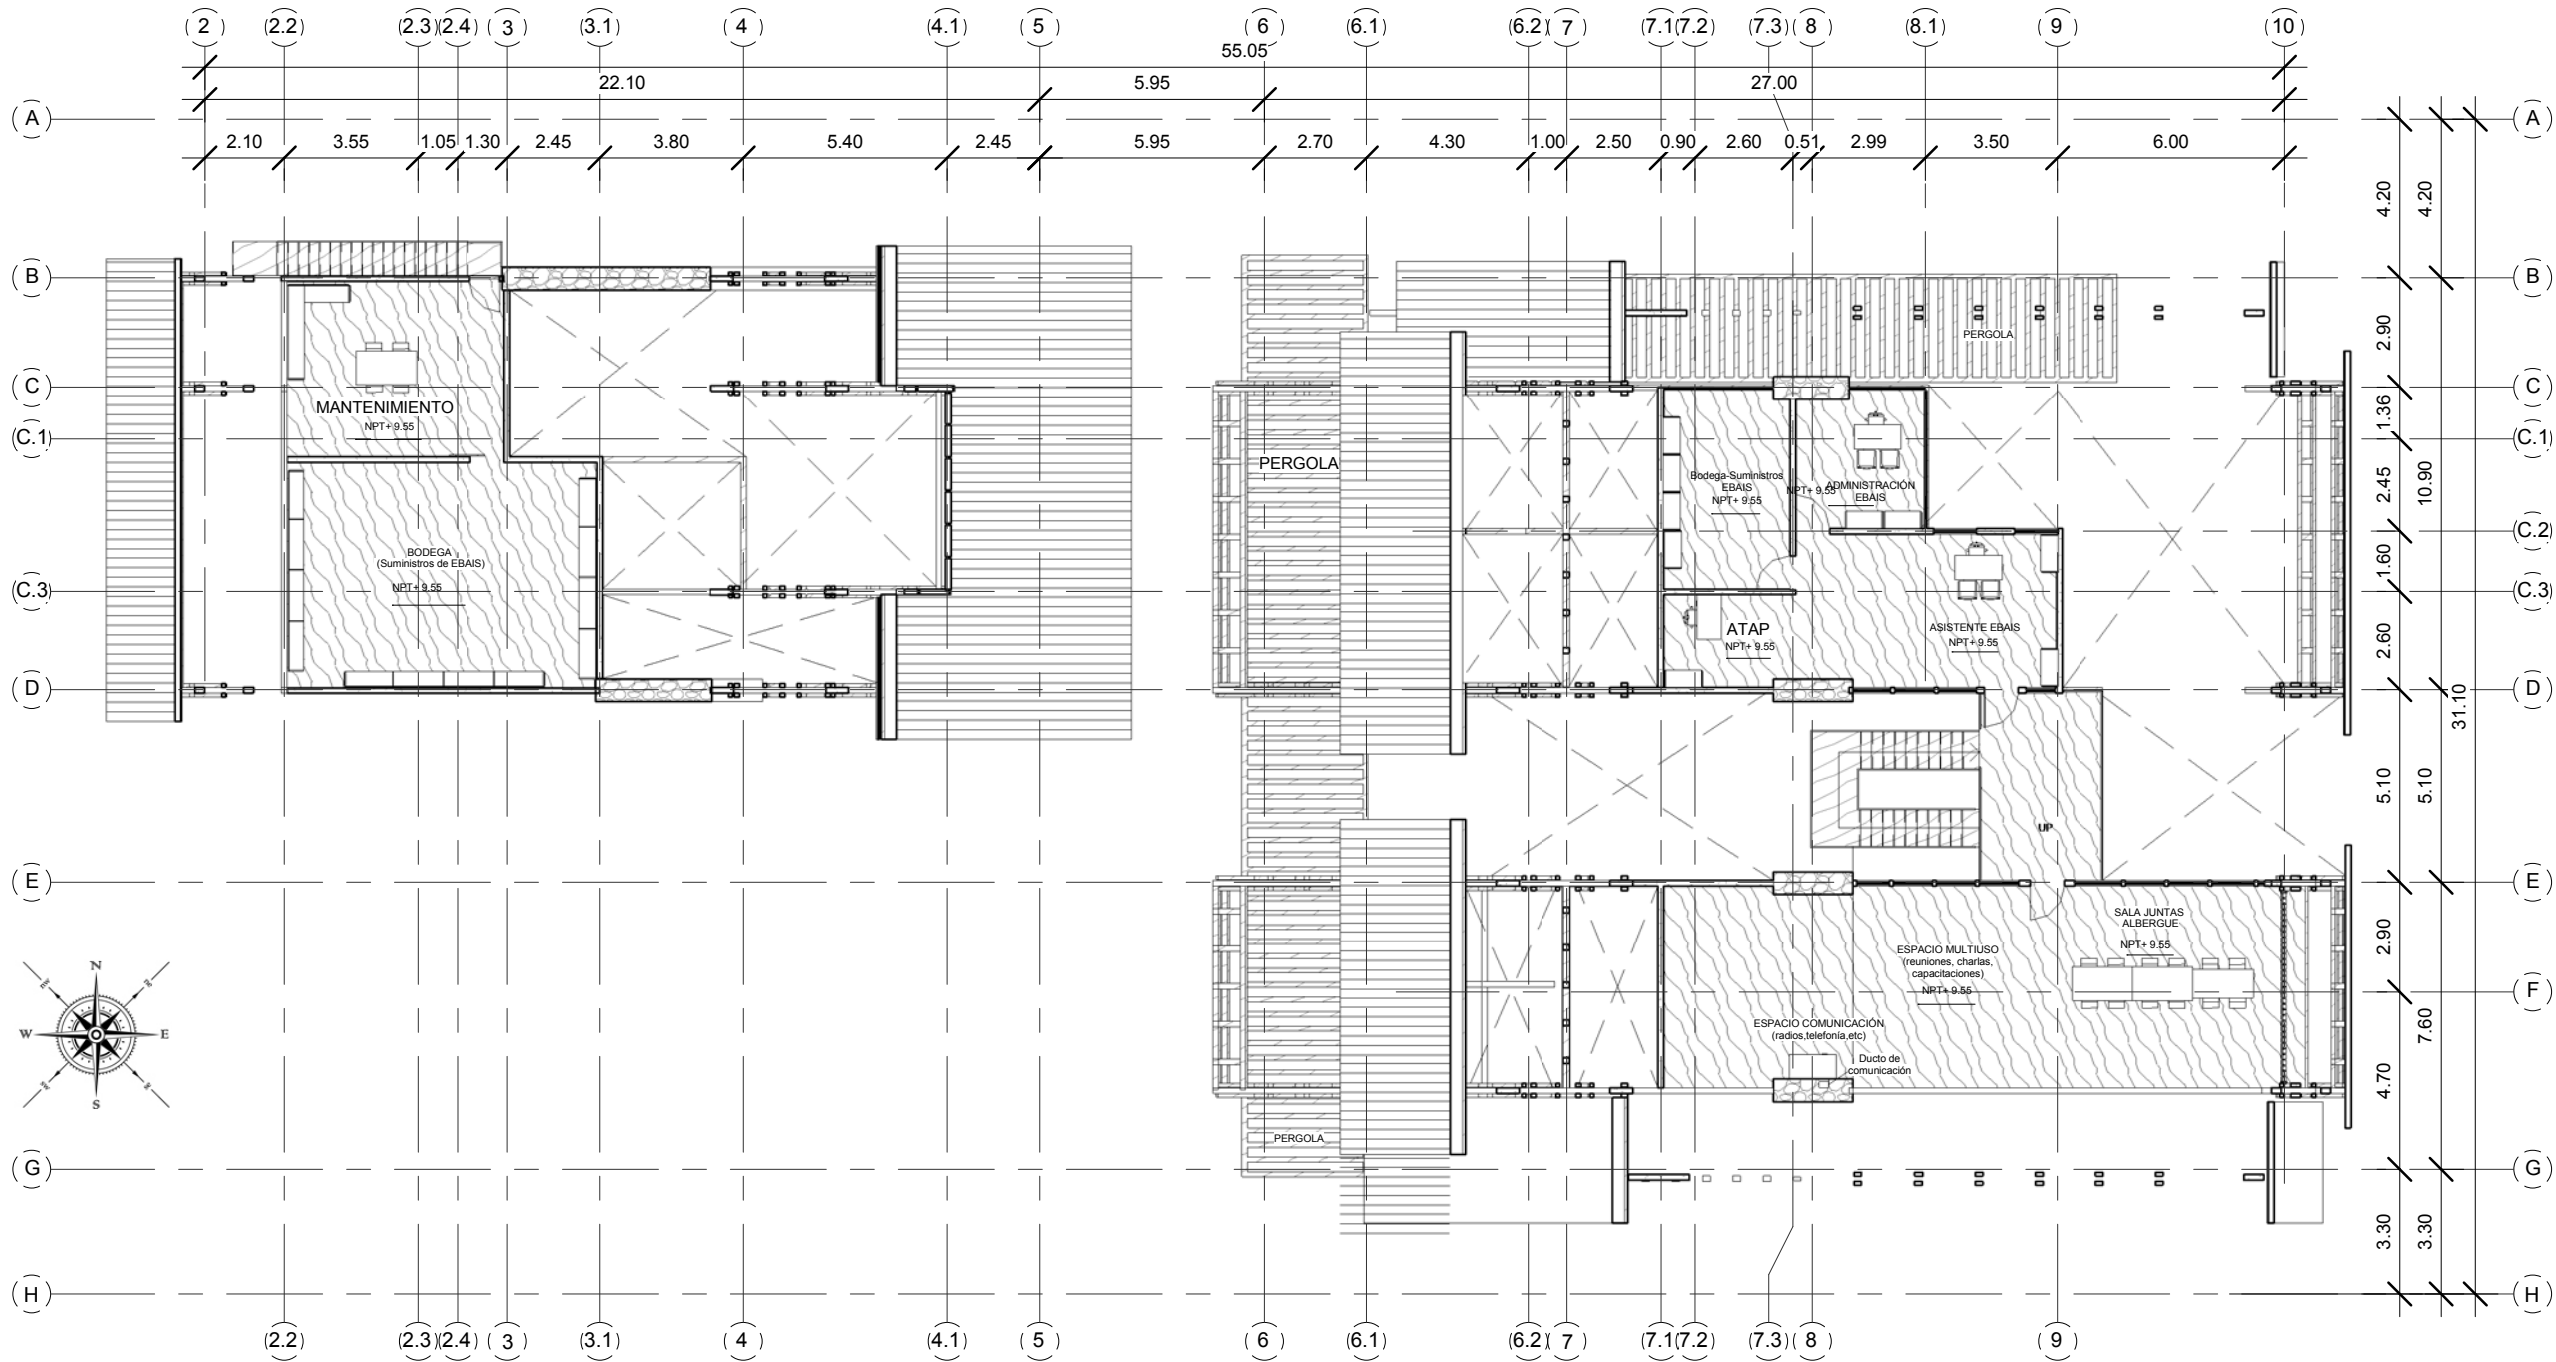 2 2.2 2.3 2.4 3 3.1 4 4.1 5 6 6.1 6.2 7 7.1 7.2 7.3 8 8.1 9 10
55.05
22.10 5.95 27.00
A A
2.10 3.55 1.05 1.30 2.45 3.80 5.40 2.45 5.95 2.70 4.30 1.00 2.50 0.90 2.60 0.51 2.99 3.50 6.00
4.20 4.20
B B
PERGOLA
2.90
C C
MANTENIMIENTO
NPT+ 9.55
1.36
C.1 C.1
PERGOLA
Bodega-Suministros
EBAIS
NPT+ 9.55
ADMINISTRACIÓN
EBAIS
NPT+ 9.55
2.45 10.90
C.2 C.2
BODEGA
(Suministros de EBAIS)
NPT+ 9.55
1.60
C.3 C.3
ATAP
NPT+ 9.55
ASISTENTE EBAIS
NPT+ 9.55
2.60
D D
31.10
5.10 5.10
UP
E E
SALA JUNTAS
ALBERGUE
NPT+ 9.55
2.90
ESPACIO MULTIUSO
(reuniones, charlas,
capacitaciones)
NPT+ 9.55
F
N
nw ne
W E
sw se
S
ESPACIO COMUNICACIÓN
(radios,telefonía,etc)
Ducto de
comunicación
7.60
4.70
PERGOLA
G G
3.30 3.30
H H
2.2 2.3 2.4 3 3.1 4 4.1 5 6 6.1 6.2 7 7.1 7.2 7.3 8 9